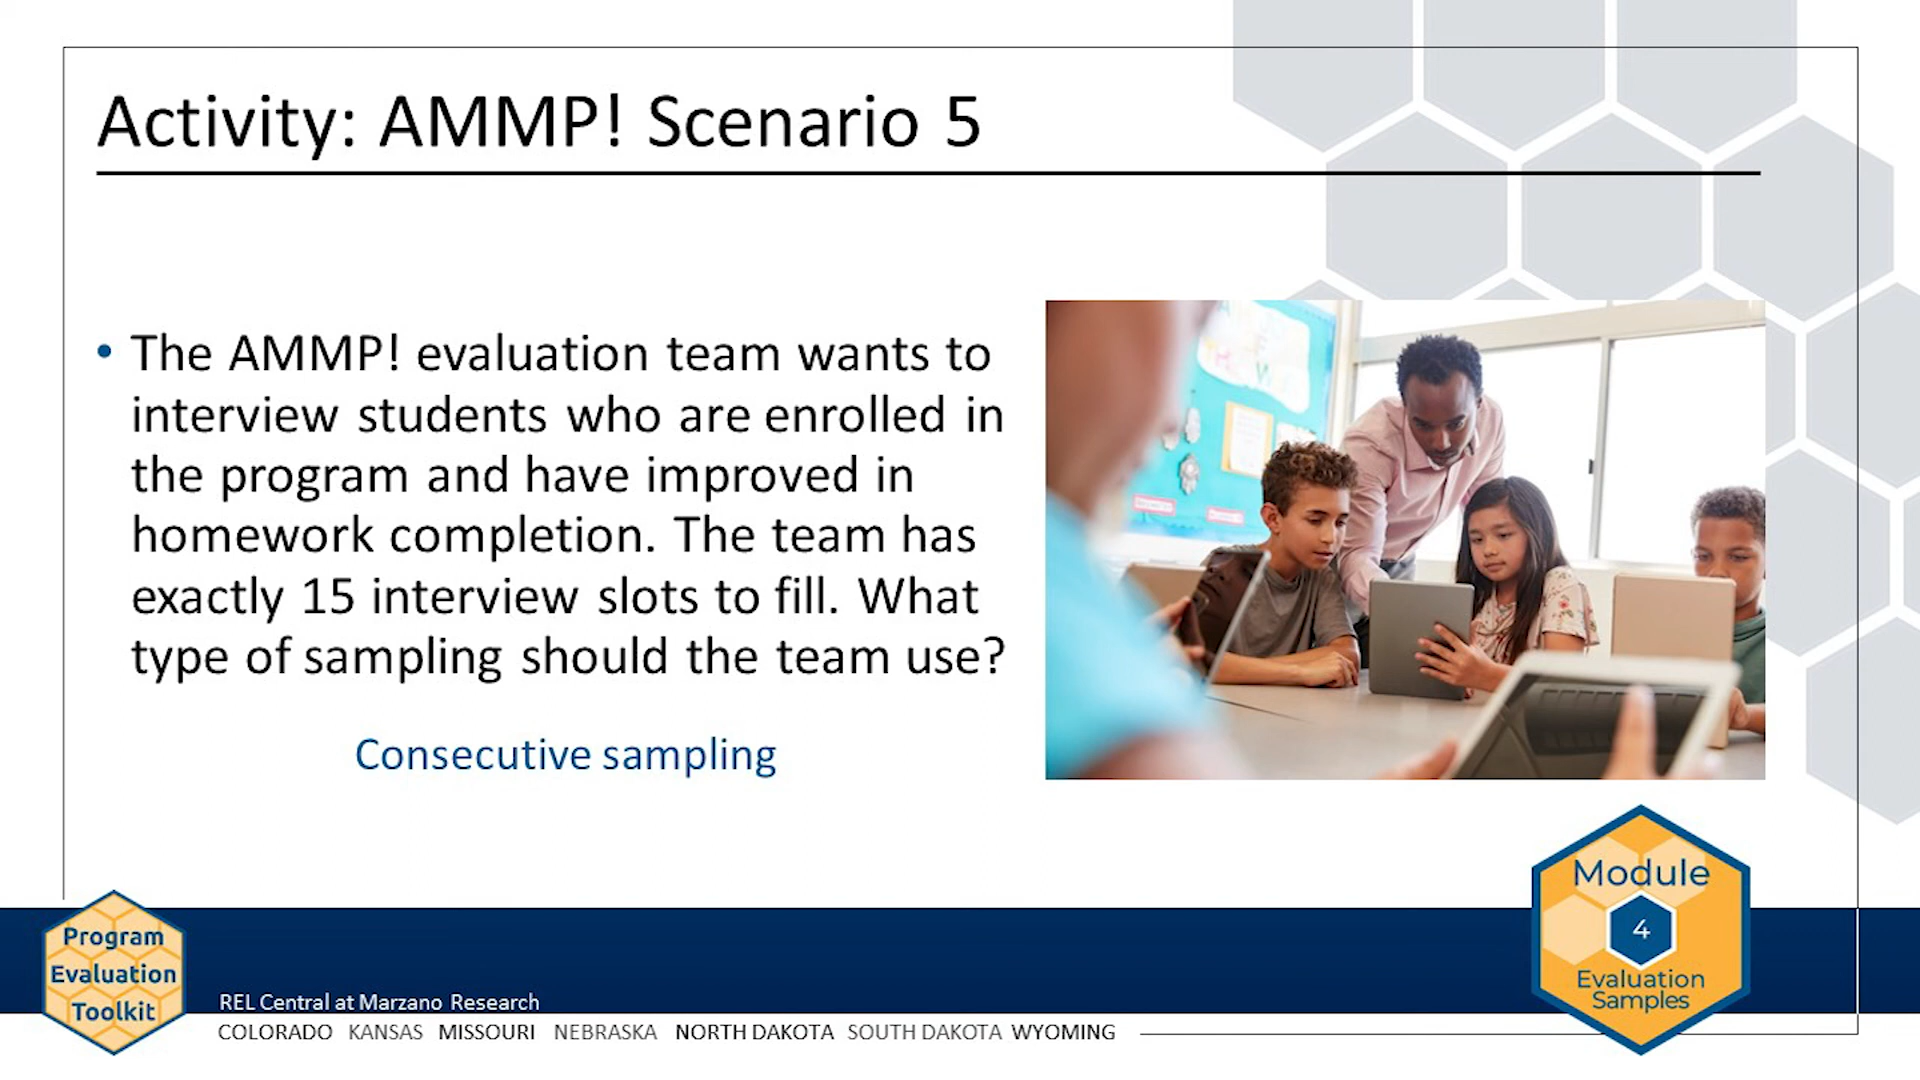 Activity: AMMP! Scenario 5
• The AMMP! evaluation team wants to
interview students who are enrolled in
the program and have improved in
homework completion. The team has
exactly 15 interview slots to fill. What
type of sampling should the team use?
Consecutive sampling
Module
4
Evaluation
Samples
Program
Evaluation
Toolkit
REL Central at Marzano Research
COLORADO KANSAS MISSOURI NEBRASKA NORTH DAKOTA SOUTH DAKOTA WYOMING